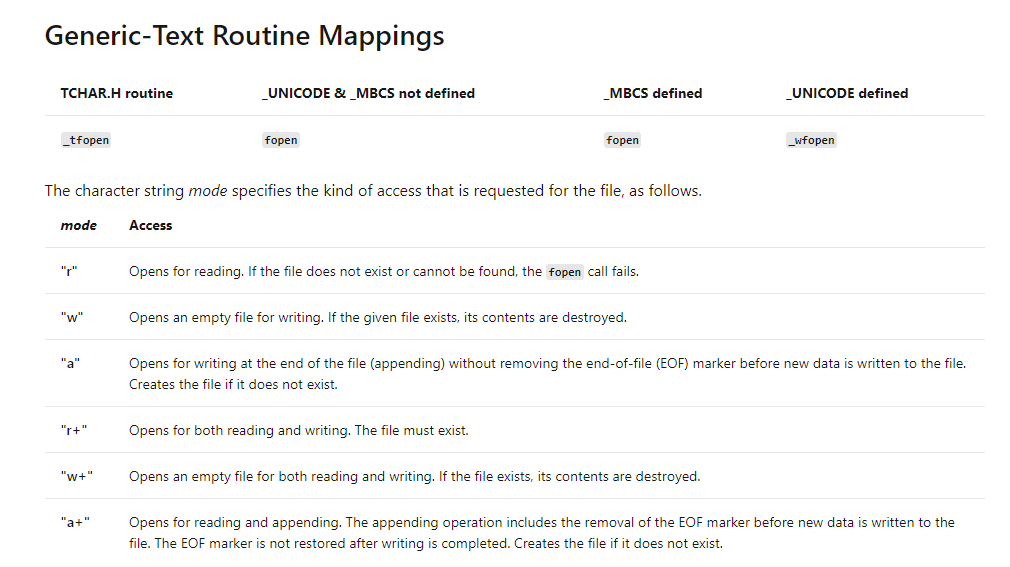 Generic-Text Routine Mappings
TCHAR.H routine _UNICODE & _MBCS not defined _MBCS defined _UNICODE defined
_tfopen fopen fopen _wfopen
The character string mode specifies the kind of access that is requested for the file, as follows.
mode Access
"r" Opens for reading. If the file does not exist or cannot be found, the fopen call fails.
"w" Opens an empty file for writing. If the given file exists, its contents are destroyed.
"a" Opens for writing at the end of the file (appending) without removing the end-of-file (EOF) marker before new data is written to the file.
Creates the file if it does not exist.
"r+" Opens for both reading and writing. The file must exist.
"w+" Opens an empty file for both reading and writing. If the file exists, its contents are destroyed.
"a+" Opens for reading and appending. The appending operation includes the removal of the EOF marker before new data is written to the
file. The EOF marker is not restored after writing is completed. Creates the file if it does not exist.